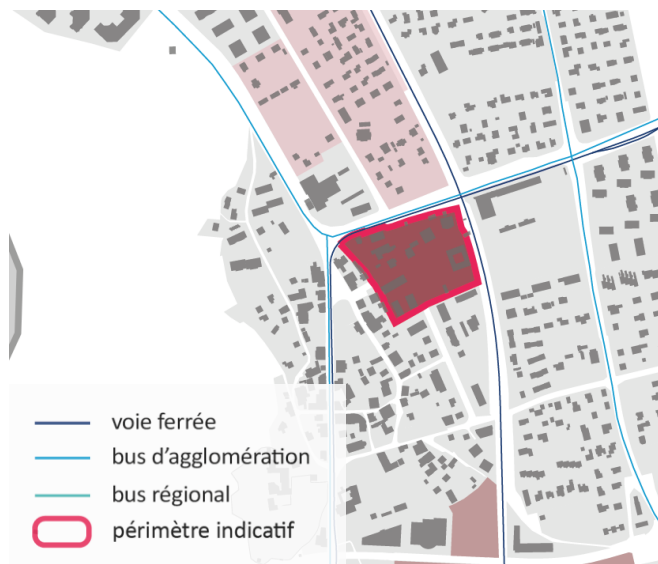 voie ferrée
bus d'agglomération
bus régional
périmètre indicatif